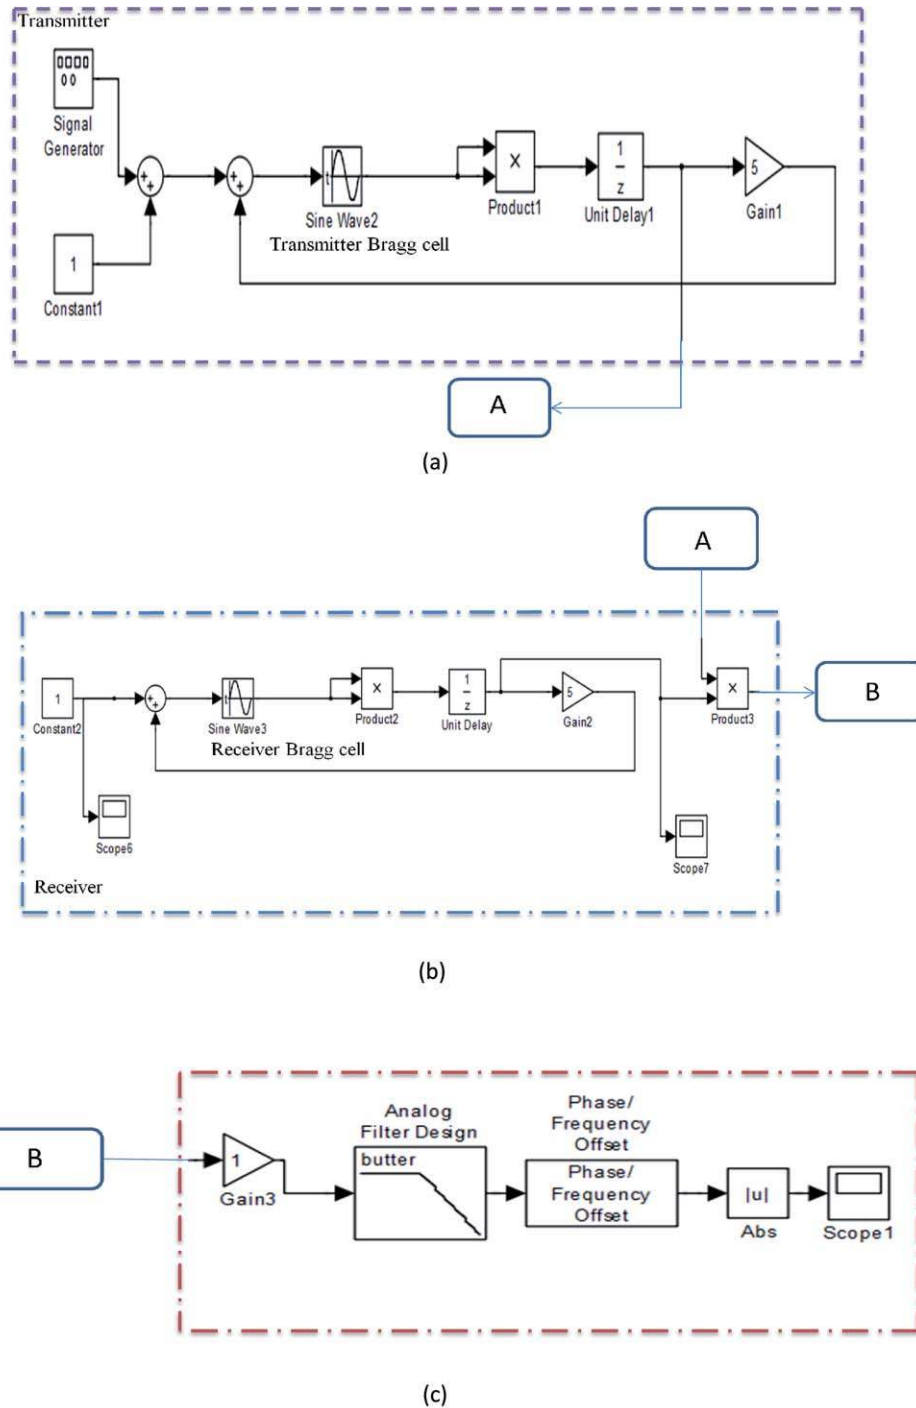 Transmitter
Signal
Generator
+
+
+
+
t
Sine Wave2
Transmitter Bragg cell
X
Product1
1
z
Unit Delay1
5
Gain1
1
Constant1
A
(a)
A
1
Constant2
+
+
t
Sine Wave3
Receiver Bragg cell
X
Product2
1
z
Unit Delay
5
Gain2
X
Product3
B
Scope6
Scope7
Receiver
(b)
B
1
Gain3
Analog
Filter Design
butter
Phase/
Frequency
Offset
Phase/
Frequency
Offset
|u|
Abs
Scope1
(c)